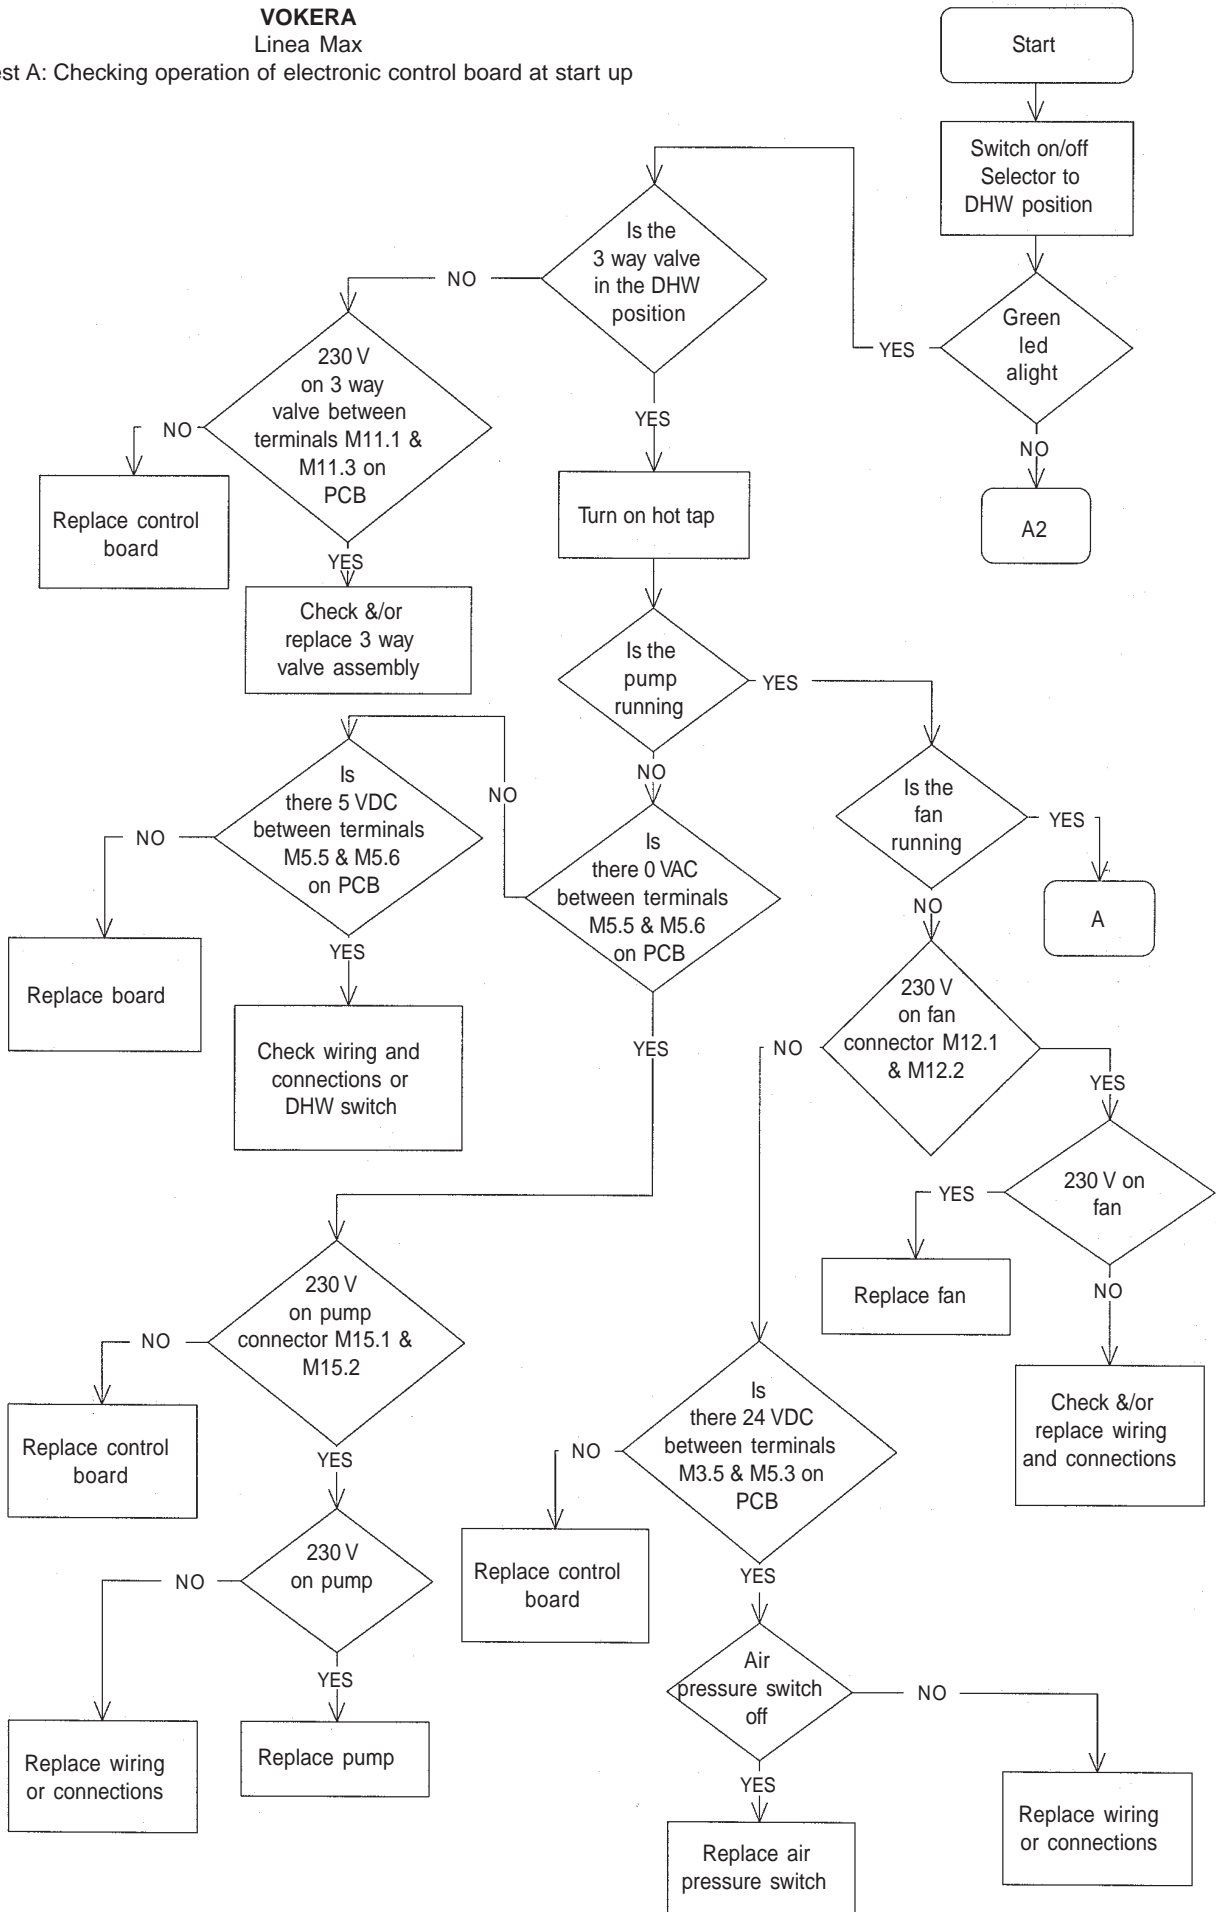 VOKERA
Linea Max
est A: Checking operation of electronic control board at start up
Start
Switch on/off
Selector to
DHW position
Green
led
alight
YES
NO
A2
Is the
3 way valve
in the DHW
position
NO
YES
230 V
on 3 way
valve between
terminals M11.1 &
M11.3 on
PCB
NO
Replace control
board
YES
Check &/or
replace 3 way
valve assembly
Turn on hot tap
Is the
pump
running
YES
NO
Is
there 0 VAC
between terminals
M5.5 & M5.6
on PCB
NO
YES
Is
there 5 VDC
between terminals
M5.5 & M5.6
on PCB
NO
Replace board
YES
Check wiring and
connections or
DHW switch
Is the
fan
running
YES
A
NO
230 V
on fan
connector M12.1
& M12.2
NO
YES
230 V on
fan
YES
Replace fan
NO
Check &/or
replace wiring
and connections
230 V
on pump
connector M15.1 &
M15.2
NO
Replace control
board
YES
230 V
on pump
NO
Replace wiring
or connections
YES
Replace pump
Is
there 24 VDC
between terminals
M3.5 & M5.3 on
PCB
NO
Replace control
board
YES
Air
pressure switch
off
NO
Replace wiring
or connections
YES
Replace air
pressure switch